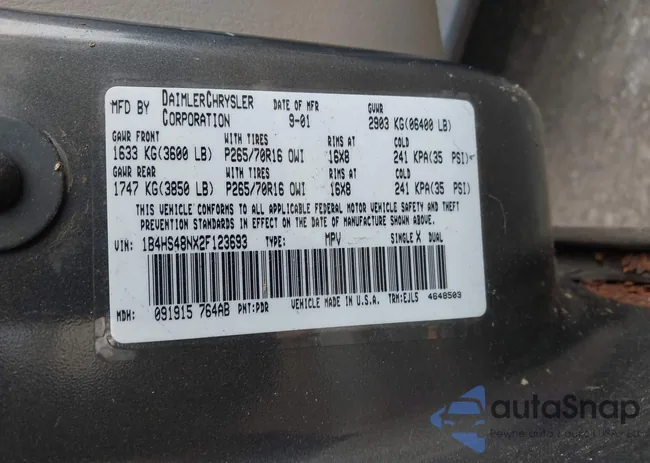 MFD BY DAIMLERCHRYSLER CORPORATION DATE OF MFR 9-01 GVWR 2903 KG(06400 LB)
GAWR FRONT WITH TIRES RIMS AT COLD
1633 KG(3600 LB) P265/70R16 OWI 16X8 241 KPA(35 PSI)
GAWR REAR WITH TIRES RIMS AT COLD
1747 KG(3850 LB) P265/70R16 OWI 16X8 241 KPA(35 PSI)
THIS VEHICLE CONFORMS TO ALL APPLICABLE FEDERAL MOTOR VEHICLE SAFETY AND THEFT
PREVENTION STANDARDS IN EFFECT ON THE DATE OF MANUFACTURE SHOWN ABOVE.
VIN: 1B4HS48NX2F123693 TYPE: MPV SINGLE X DUAL
MDH: 091915 764AB PNT:PDR VEHICLE MADE IN U.S.A. TRM:EJL5 4648503
autoSnap
Pewne auta